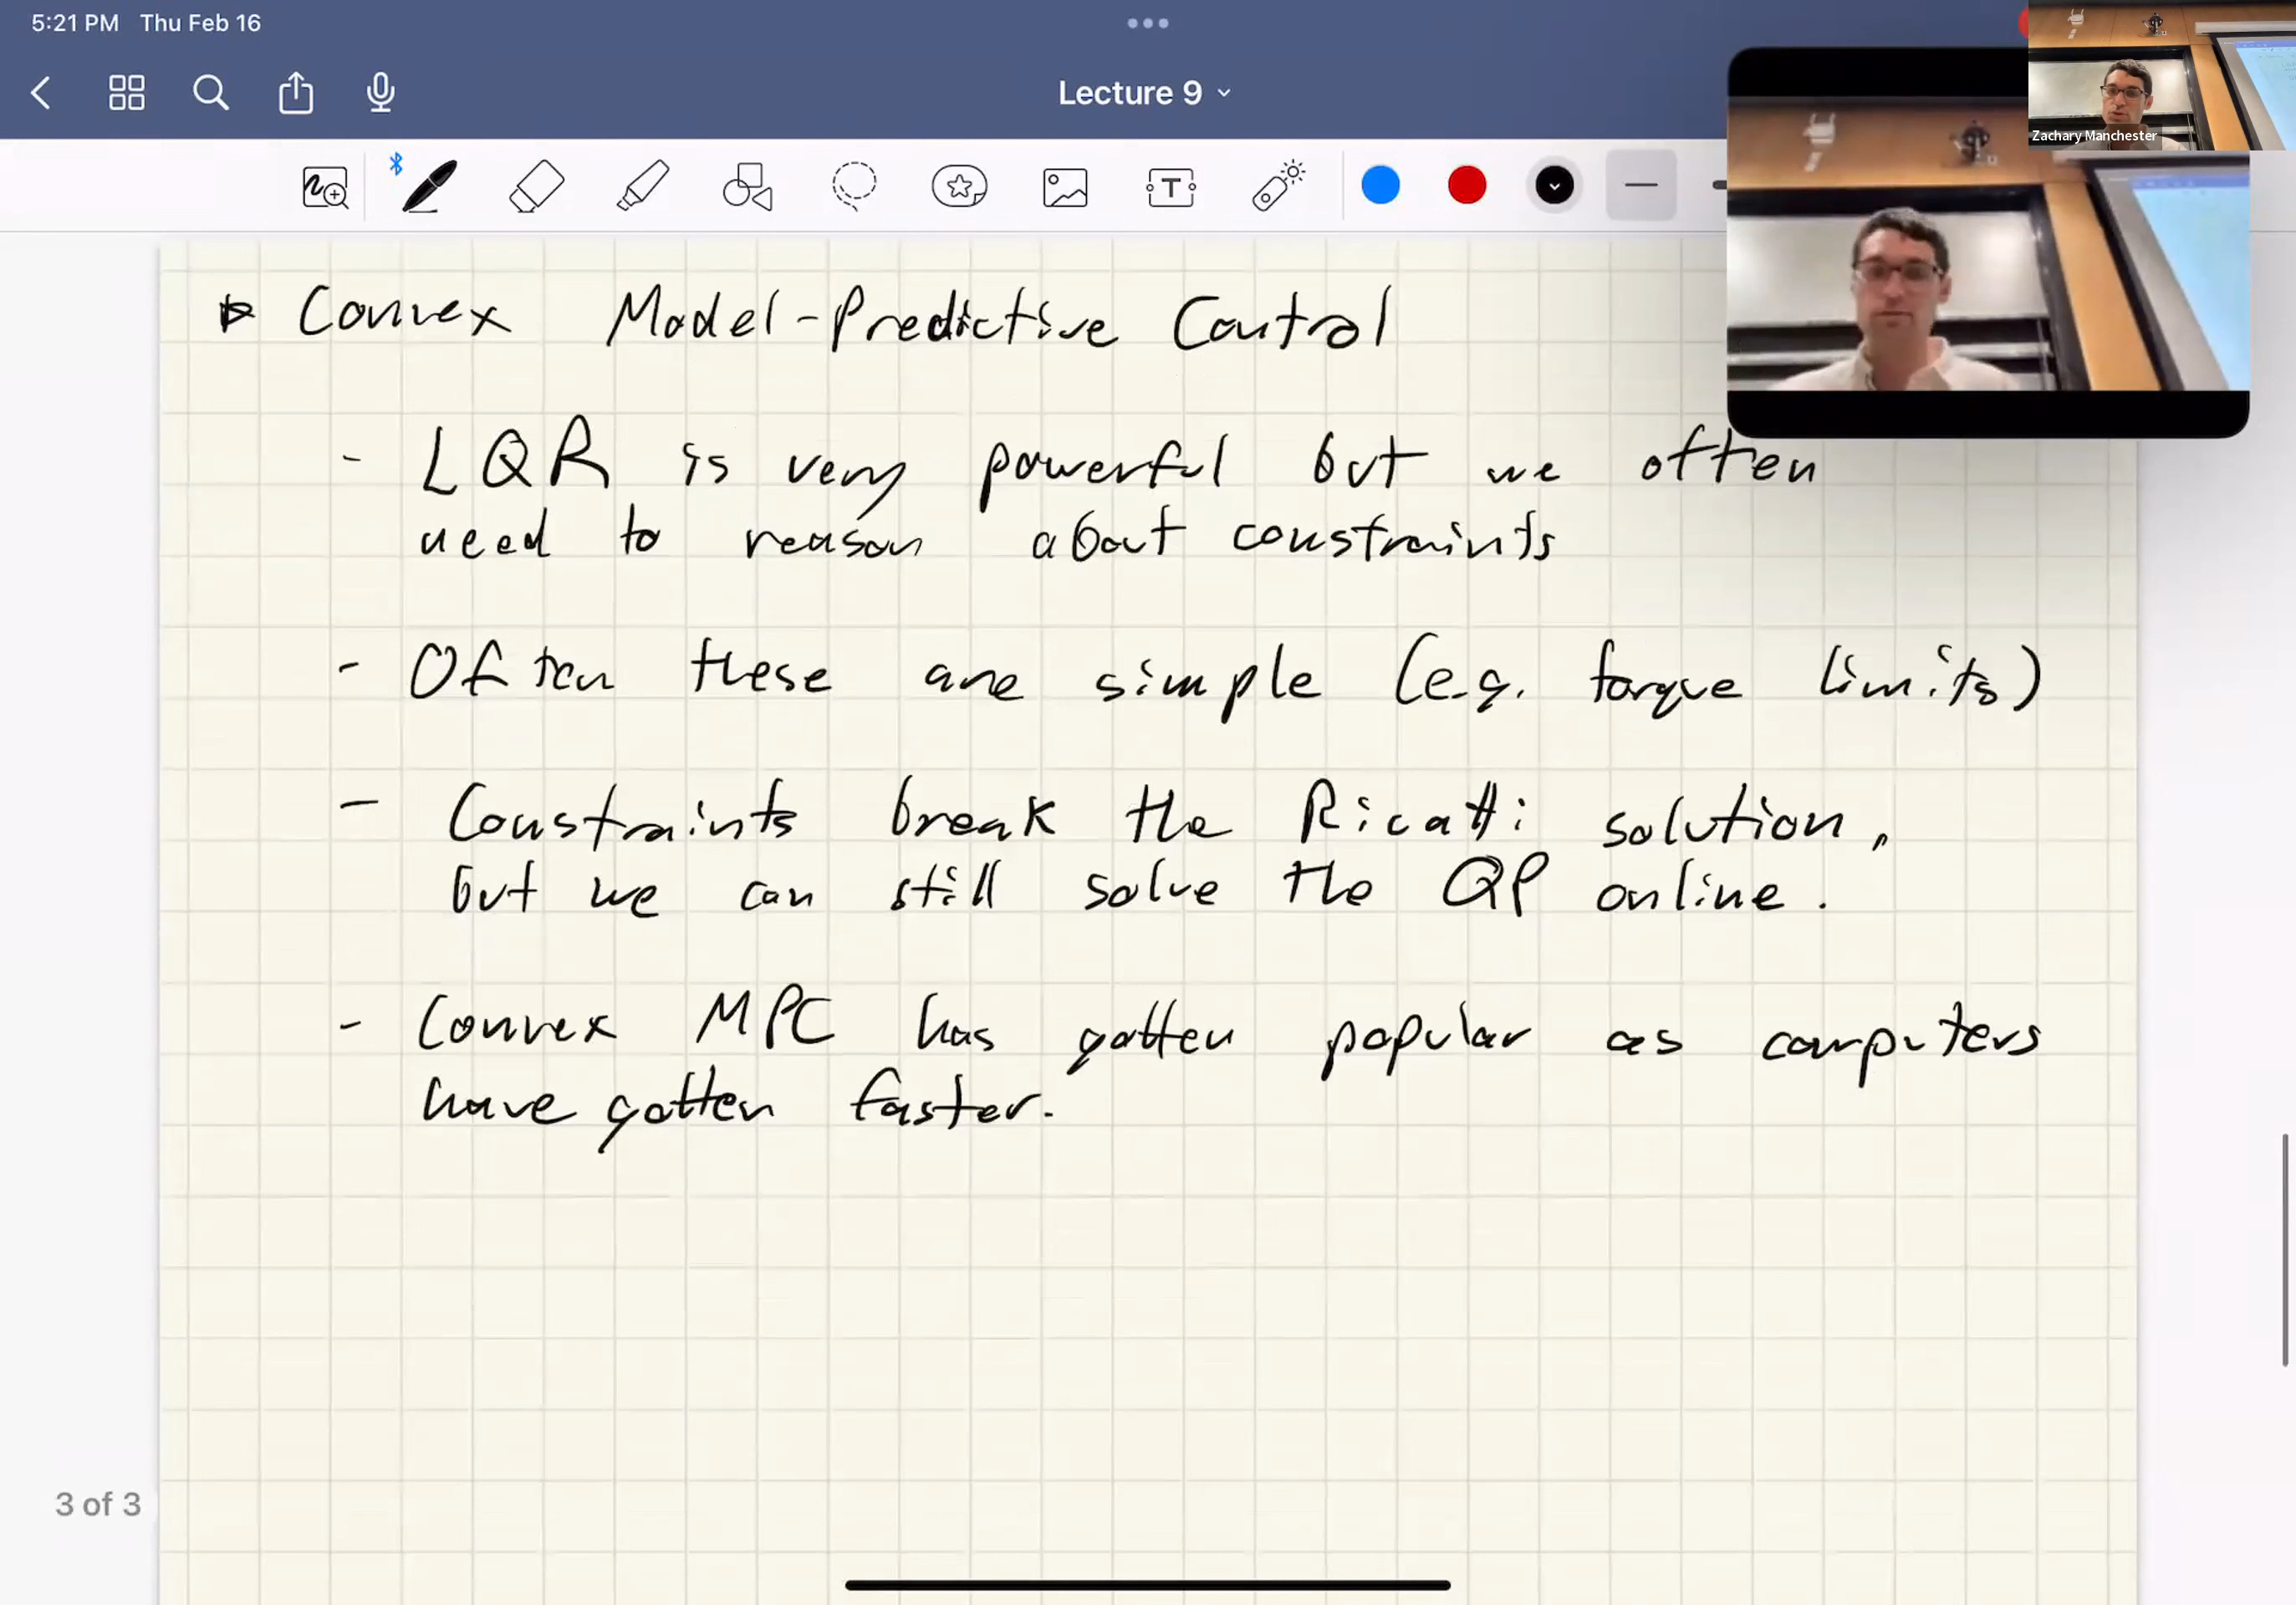 5:21 PM Thu Feb 16
Lecture 9
Zachary Manchester
Convex Model-Predictive Control
- LQR is very powerful but we often
need to reason about constraints
- Often these are simple (e.g. torque limits)
- Constraints break the Ricatti solution,
but we can still solve the QP online.
- Convex MPC has gotten popular as computers
have gotten faster.
3 of 3